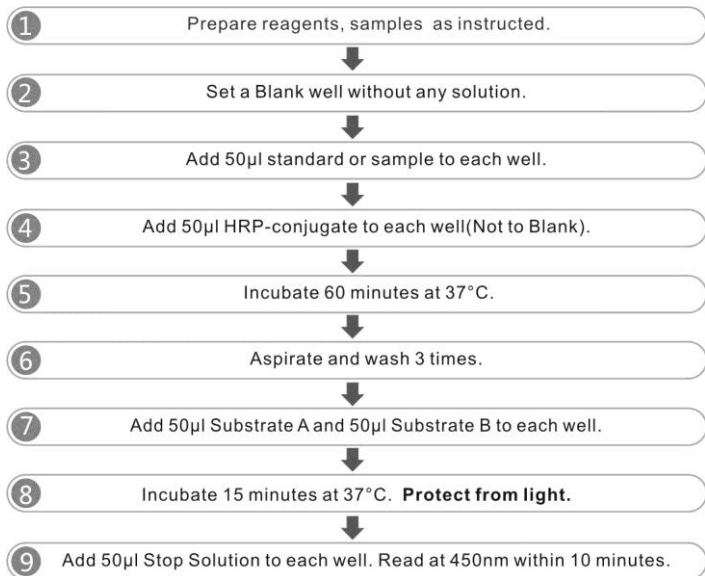 1 Prepare reagents, samples as instructed.
2 Set a Blank well without any solution.
3 Add 50μl standard or sample to each well.
4 Add 50μl HRP-conjugate to each well(Not to Blank).
5 Incubate 60 minutes at 37°C.
6 Aspirate and wash 3 times.
7 Add 50μl Substrate A and 50μl Substrate B to each well.
8 Incubate 15 minutes at 37°C. Protect from light.
9 Add 50μl Stop Solution to each well. Read at 450nm within 10 minutes.